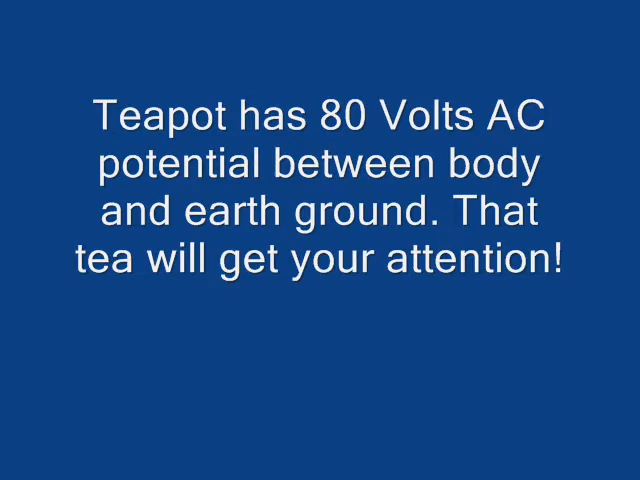 Teapot has 80 Volts AC
potential between body
and earth ground. That
tea will get your attention!